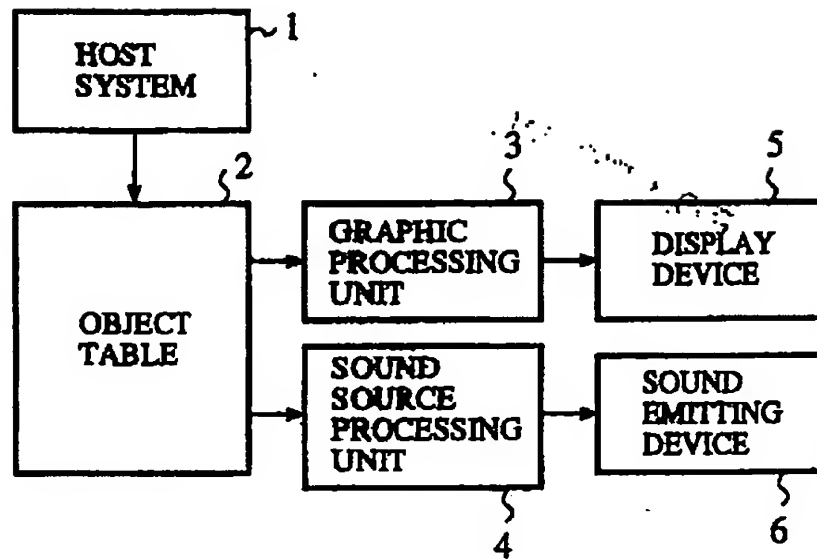 1
HOST
SYSTEM
2
3
5
GRAPHIC
PROCESSING
UNIT
DISPLAY
DEVICE
OBJECT
TABLE
SOUND
SOURCE
PROCESSING
UNIT
SOUND
EMITTING
DEVICE
4
6